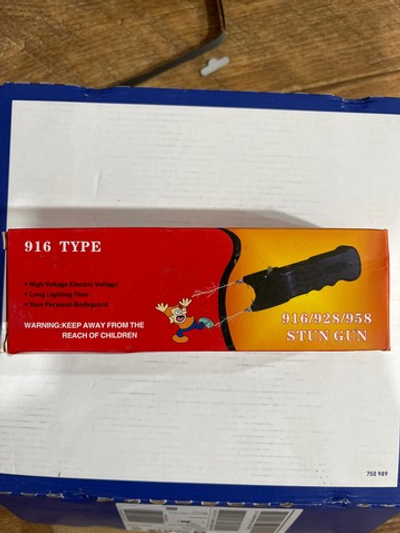 916 TYPE
• High Voltage Electric Voltage
• Long Lighting Time
• Your Personal Bodyguard
WARNING:KEEP AWAY FROM THE
REACH OF CHILDREN
916/928/958
STUN GUN
750 989